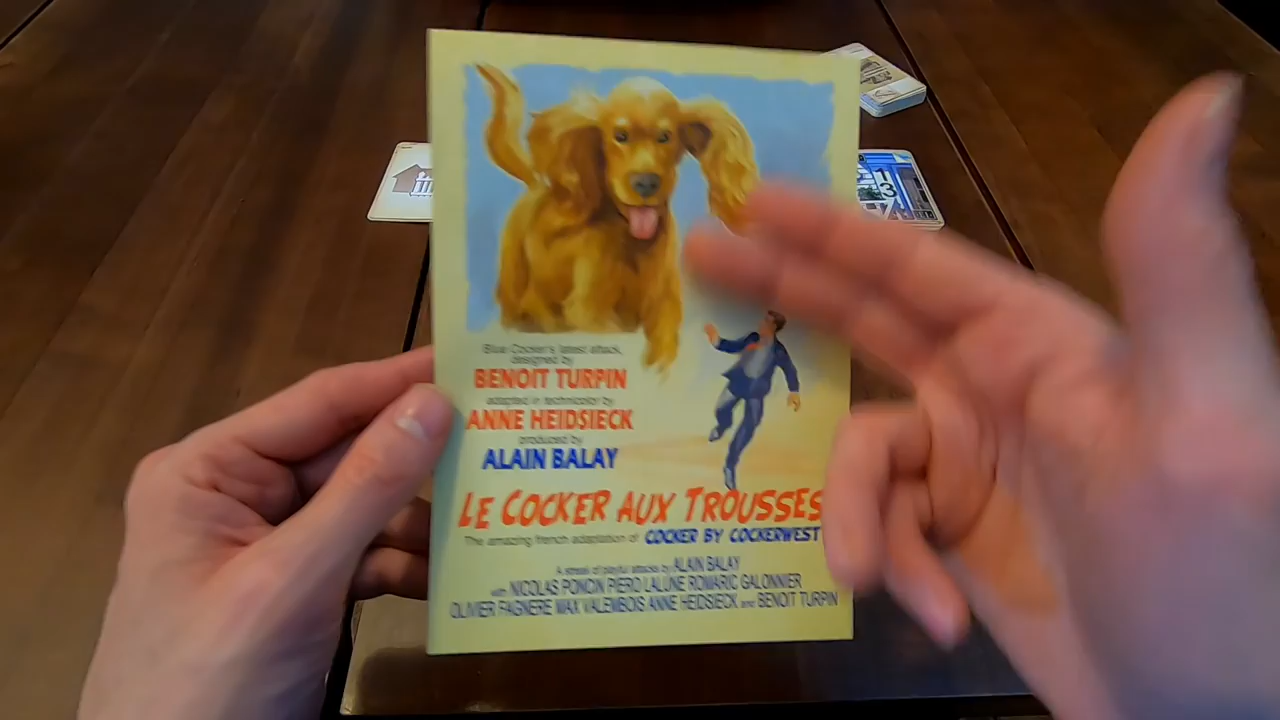 Blue Cocker's latest attack,
designed by
BENOIT TURPIN
adapted in technicolor by
ANNE HEIDSIECK
produced by
ALAIN BALAY
LE COCKER AUX TROUSSES
The amazing french adaptation of COCKER BY COCKERWEST
A streak of playful attacks by ALAIN BALAY
with NICOLAS PONCIN PIERO LALUNE ROMARIC GALONNIER
OLIVIER FAGNERE MAX VALEMBOIS ANNE HEIDSIECK and BENOIT TURPIN
13